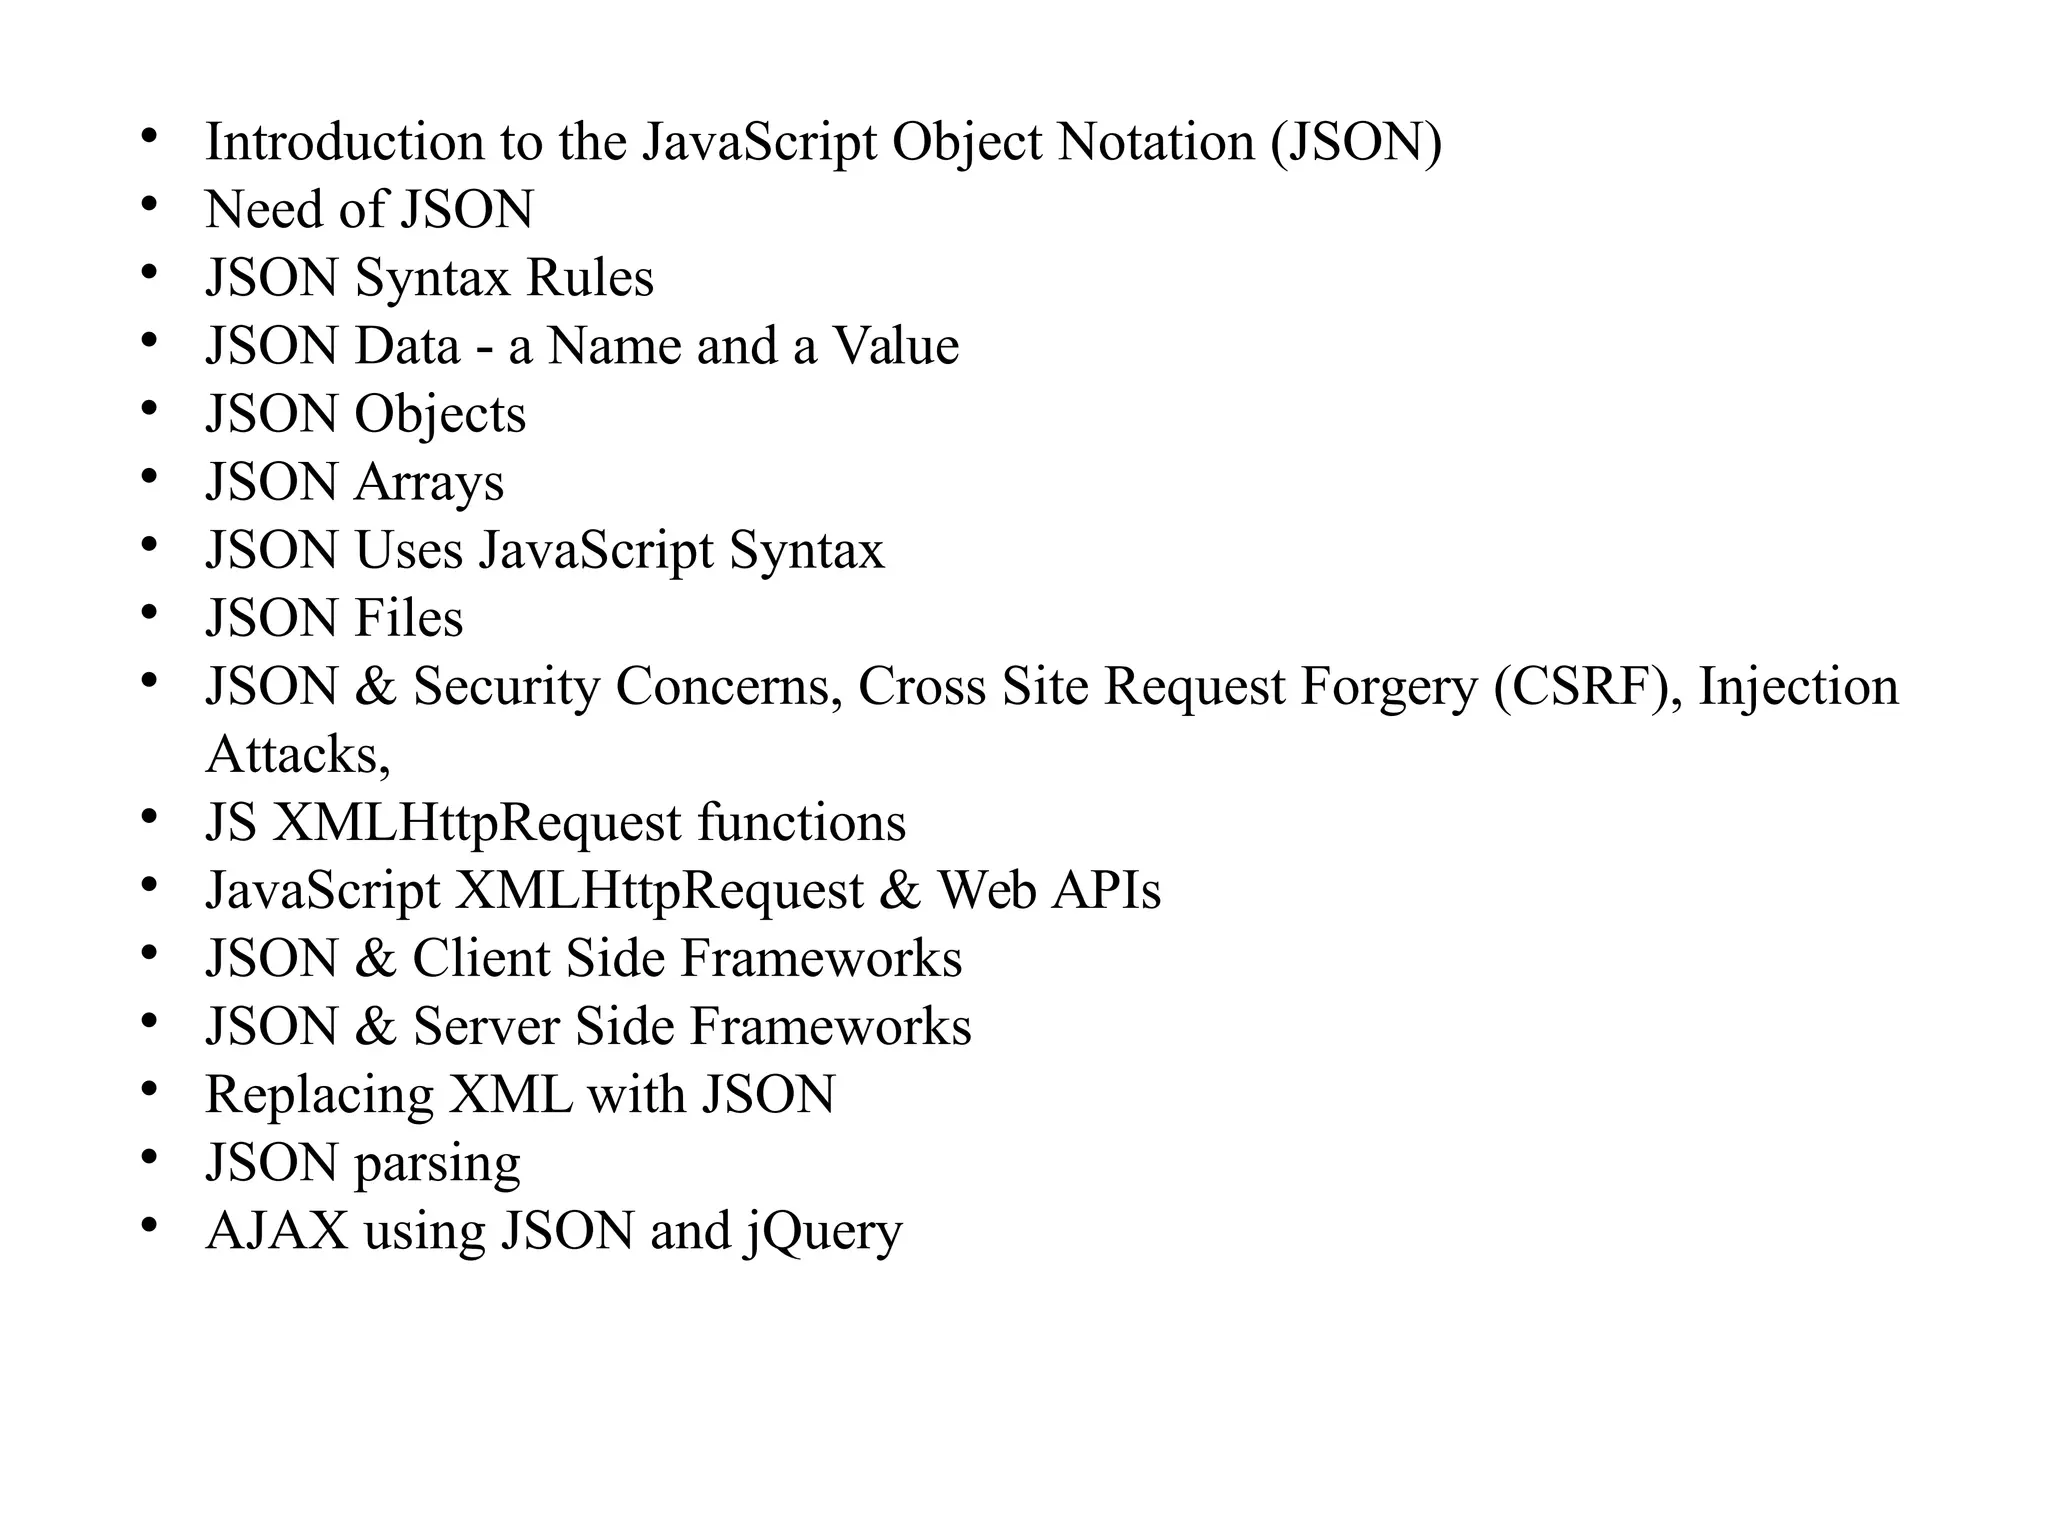 • Introduction to the JavaScript Object Notation (JSON)
• Need of JSON
• JSON Syntax Rules
• JSON Data - a Name and a Value
• JSON Objects
• JSON Arrays
• JSON Uses JavaScript Syntax
• JSON Files
• JSON & Security Concerns, Cross Site Request Forgery (CSRF), Injection
Attacks,
• JS XMLHttpRequest functions
• JavaScript XMLHttpRequest & Web APIs
• JSON & Client Side Frameworks
• JSON & Server Side Frameworks
• Replacing XML with JSON
• JSON parsing
• AJAX using JSON and jQuery